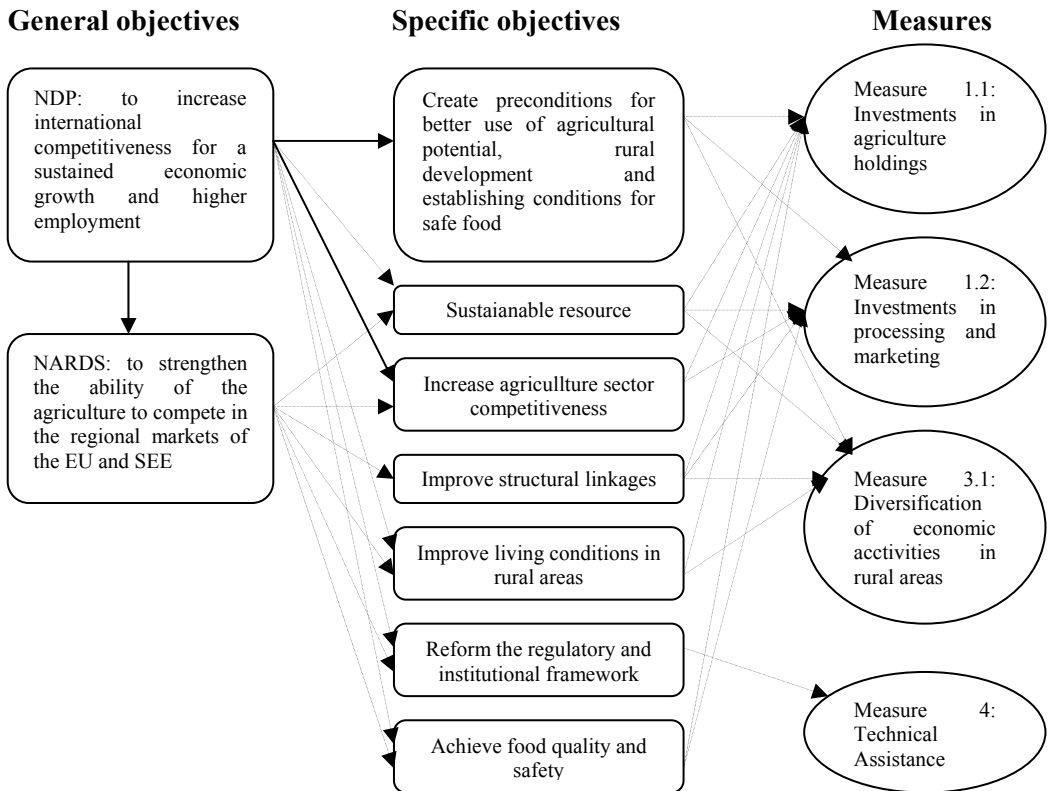 General objectives
Specific objectives
Measures
NDP: to increase
international
competitiveness for a
sustained economic
growth and higher
employment
NARDS: to strengthen
the ability of the
agriculture to compete in
the regional markets of
the EU and SEE
Create preconditions for
better use of agricultural
potential, rural
development and
establishing conditions for
safe food
Sustaianable resource
Increase agricullture sector
competitiveness
Improve structural linkages
Improve living conditions in
rural areas
Reform the regulatory and
institutional framework
Achieve food quality and
safety
Measure 1.1:
Investments in
agriculture
holdings
Measure 1.2:
Investments in
processing and
marketing
Measure 3.1:
Diversification
of economic
acctivities in
rural areas
Measure 4:
Technical
Assistance